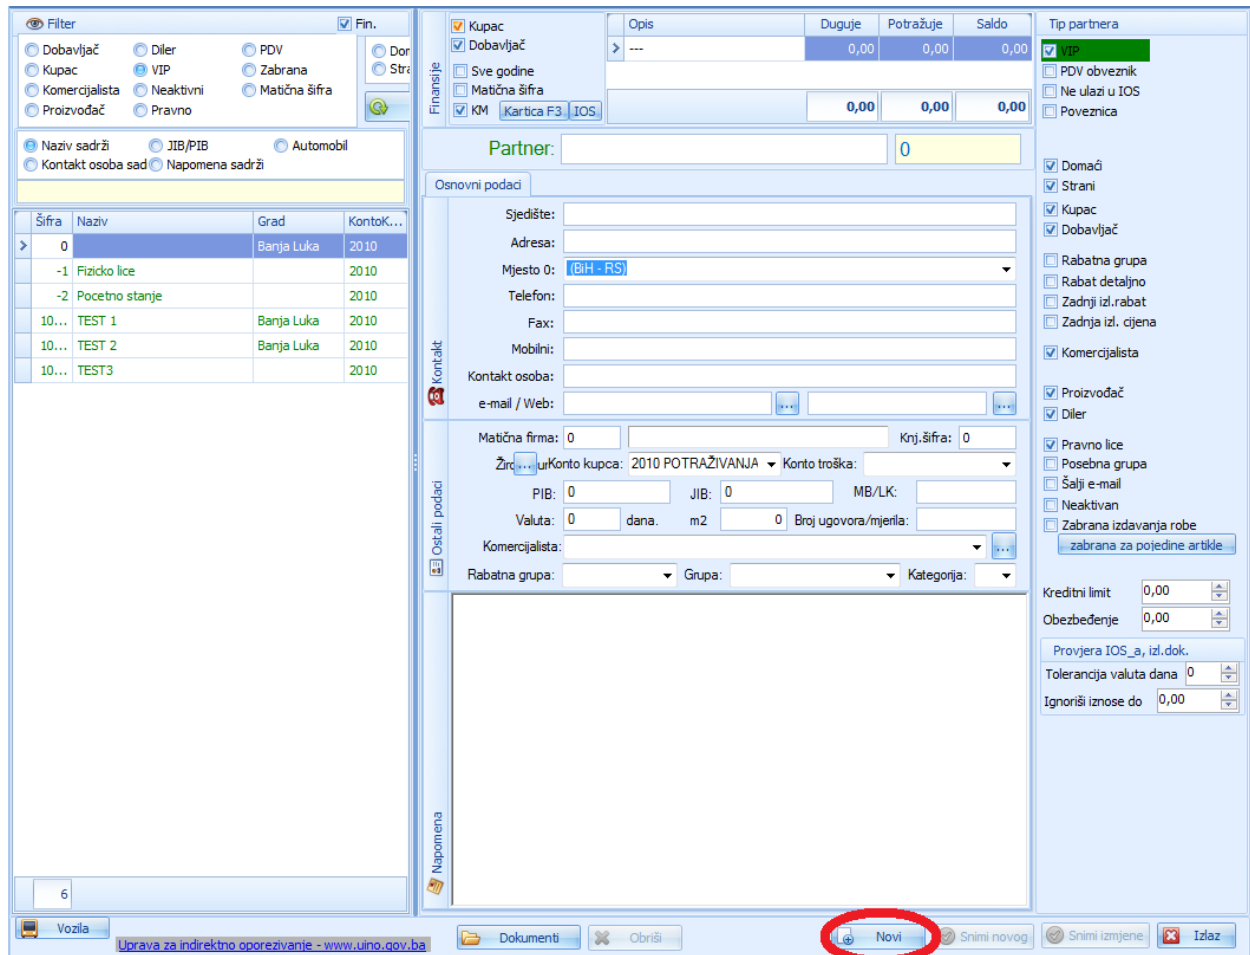 Filter
Fin.
Dobavljač
Diler
PDV
Kupac
VIP
Zabrana
Komercijalista
Neaktivni
Matična šifra
Proizvođač
Pravno
Naziv sadrži
JIB/PIB
Automobil
Kontakt osoba sad
Napomena sadrži
Šifra Naziv Grad KontoK...
0 Banja Luka 2010
-1 Fizicko lice 2010
-2 Pocetno stanje 2010
10... TEST 1 Banja Luka 2010
10... TEST 2 Banja Luka 2010
10... TEST3 2010
6
Vozila
Uprava za indirektno oporezivanje - www.uino.gov.ba
Finansije
Kupac
Dobavljač
Sve godine
Matična šifra
KM Kartica F3 IOS
Opis Duguje Potražuje Saldo
--- 0,00 0,00 0,00
0,00 0,00 0,00
Partner: 0
Osnovni podaci
Kontakt
Sjedište:
Adresa:
Mjesto 0: (BiH - RS)
Telefon:
Fax:
Mobilni:
Kontakt osoba:
e-mail / Web: ... ...
Ostali podaci
Matična firma: 0 Knj.šifra: 0
... Konto kupca: 2010 POTRAŽIVANJA Konto troška:
PIB: 0 JIB: 0 MB/LK:
Valuta: 0 dana. m2 0 Broj ugovora/mjerila:
Komercijalista: ...
Rabatna grupa: Grupa: Kategorija:
Napomena
Dokumenti
Obriši
Novi
Snimi novog
Snimi izmjene
Izlaz
Tip partnera
VIP
PDV obveznik
Ne ulazi u IOS
Poveznica
Domaći
Strani
Kupac
Dobavljač
Rabatna grupa
Rabat detaljno
Zadnji izl.rabat
Zadnja izl. cijena
Komercijalista
Proizvođač
Diler
Pravno lice
Posebna grupa
Šalji e-mail
Neaktivan
Zabrana izdavanja robe
zabrana za pojedine artikle
Kreditni limit 0,00
Obezbeđenje 0,00
Provjera IOS_a, izl.dok.
Tolerancija valuta dana 0
Ignoriši iznose do 0,00